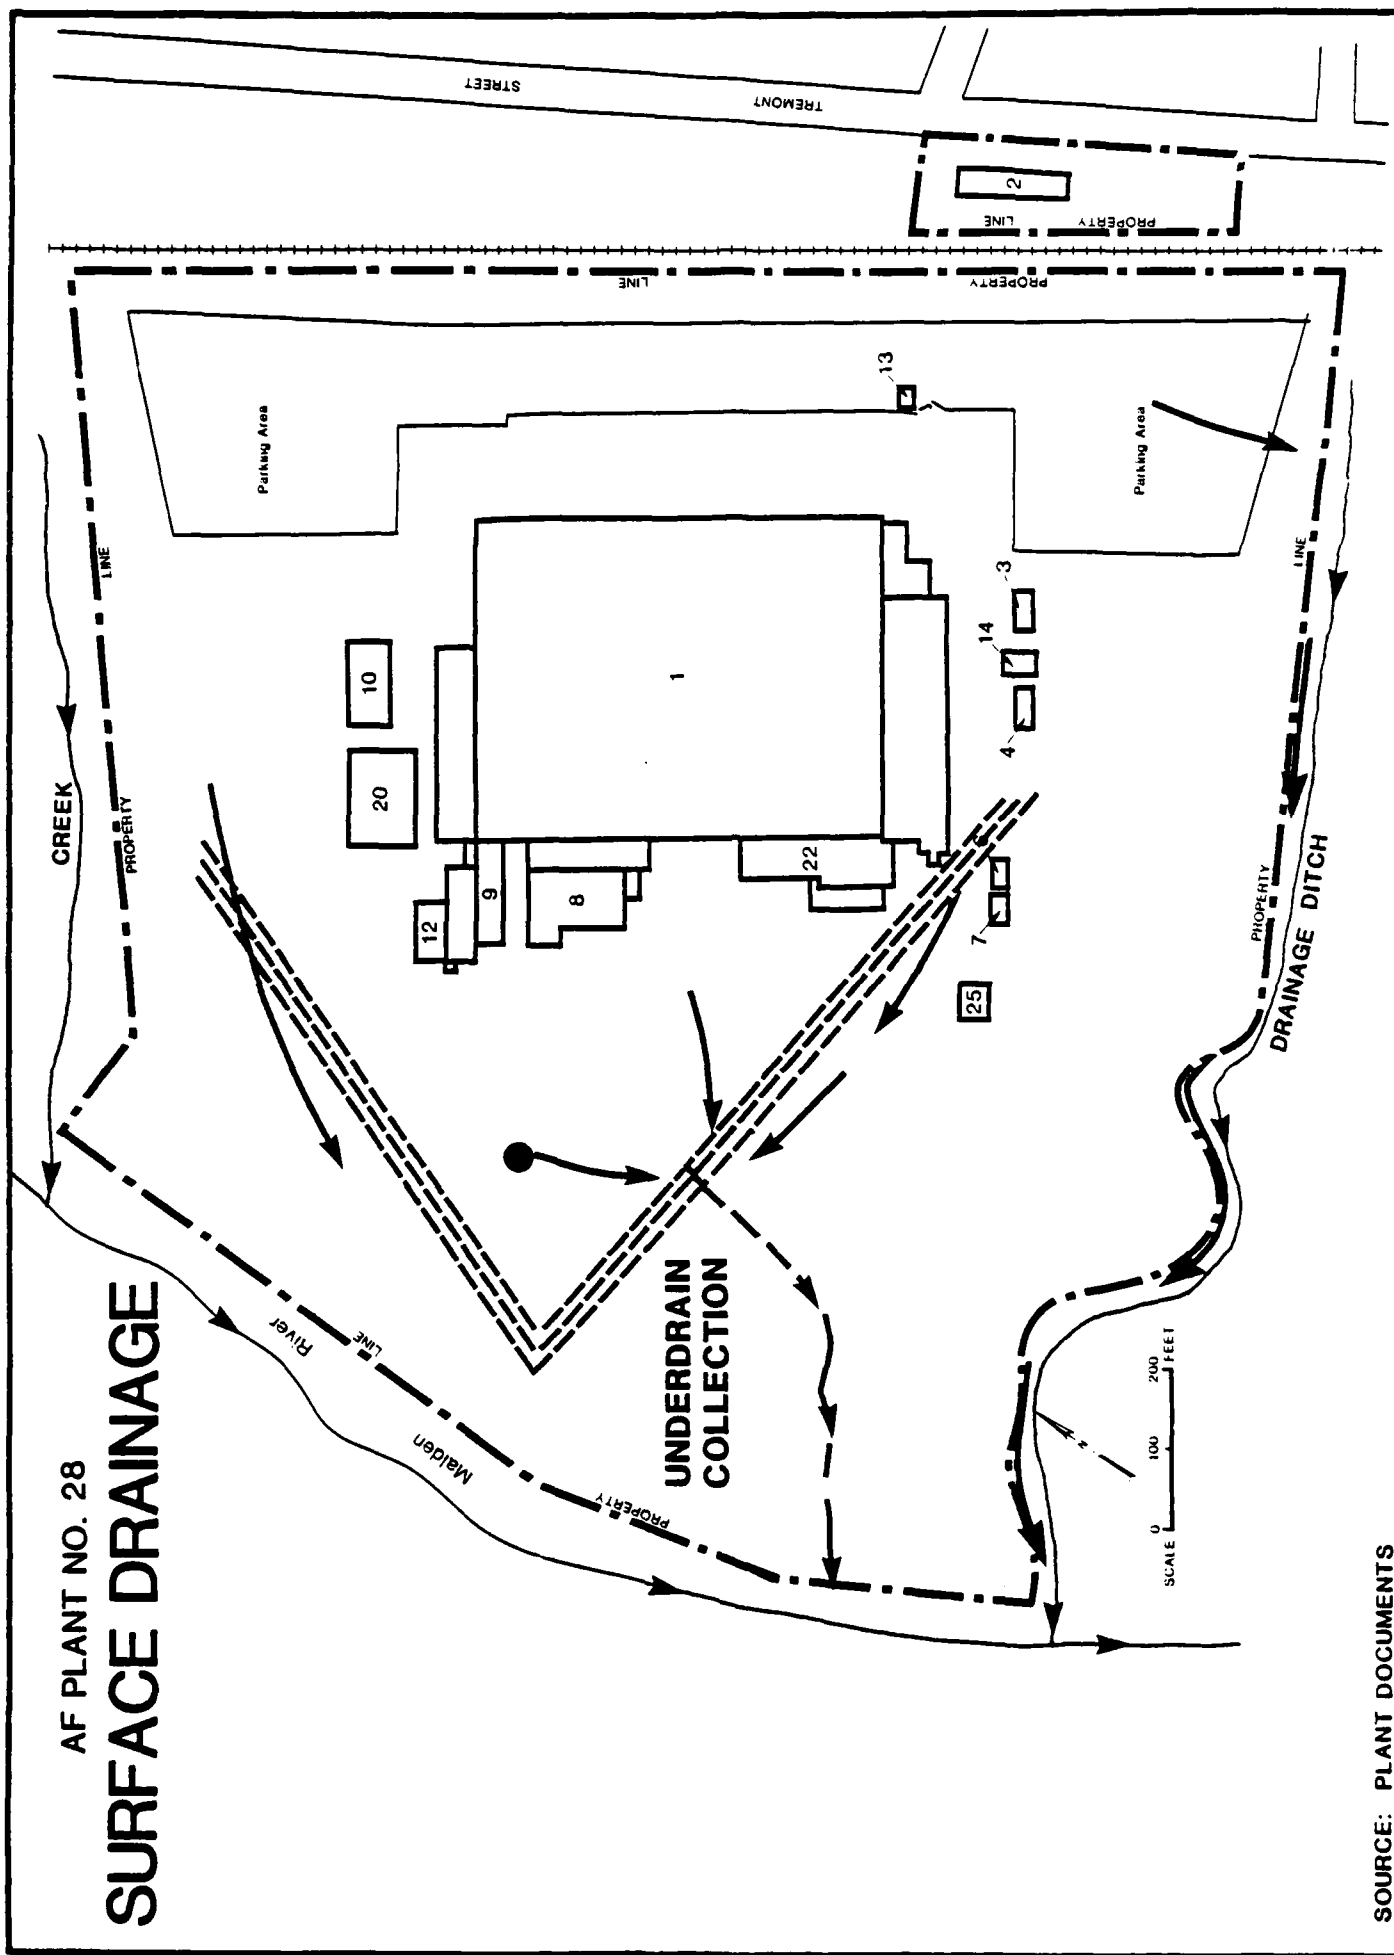 AF PLANT NO. 28
SURFACE DRAINAGE
CREEK
PROPERTY
LINE
River
Malden
LINE
PROPERTY
Parking Area
10
20
12
9
8
1
22
UNDERDRAIN
COLLECTION
13
3
14
4
7
25
Parking Area
PROPERTY
LINE
DRAINAGE DITCH
PROPERTY
LINE
2
PROPERTY
LINE
TREMONT
STREET
N
0 100 200
SCALE FEET
SOURCE: PLANT DOCUMENTS